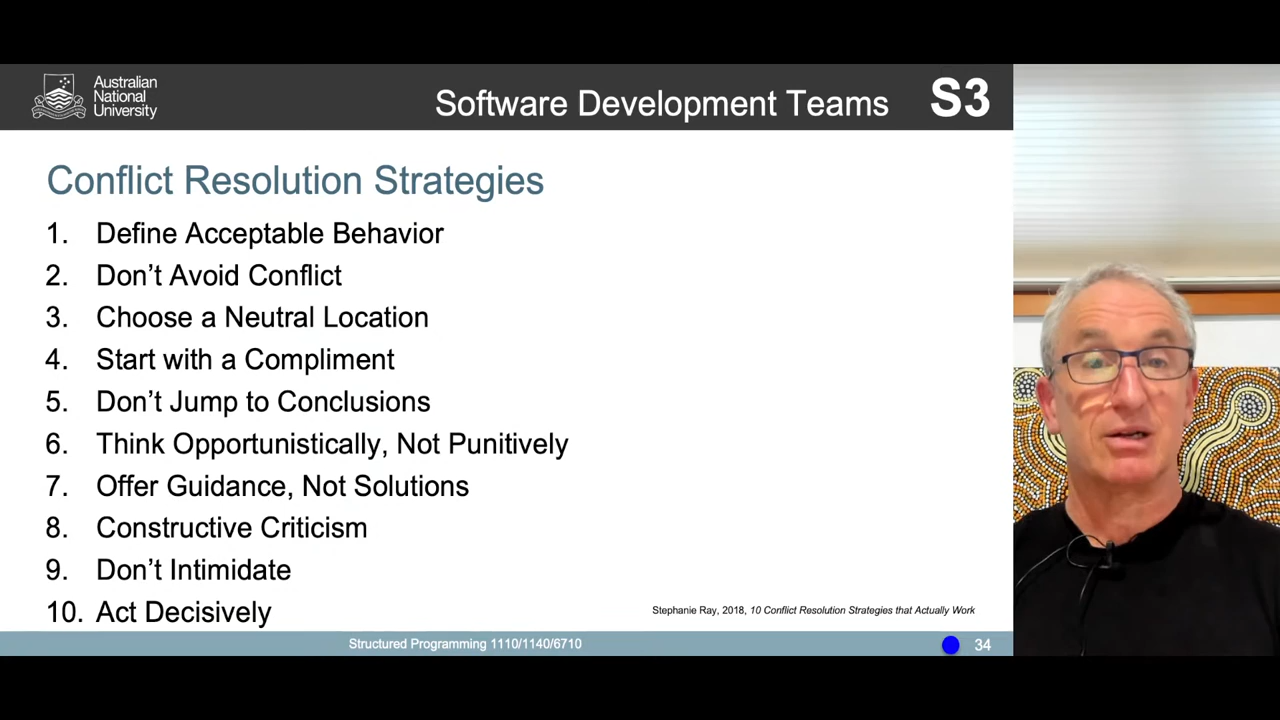 Australian
National
University
Software Development Teams
S3
Conflict Resolution Strategies
1. Define Acceptable Behavior
2. Don't Avoid Conflict
3. Choose a Neutral Location
4. Start with a Compliment
5. Don't Jump to Conclusions
6. Think Opportunistically, Not Punitively
7. Offer Guidance, Not Solutions
8. Constructive Criticism
9. Don't Intimidate
10. Act Decisively
Stephanie Ray, 2018, 10 Conflict Resolution Strategies that Actually Work
Structured Programming 1110/1140/6710
34